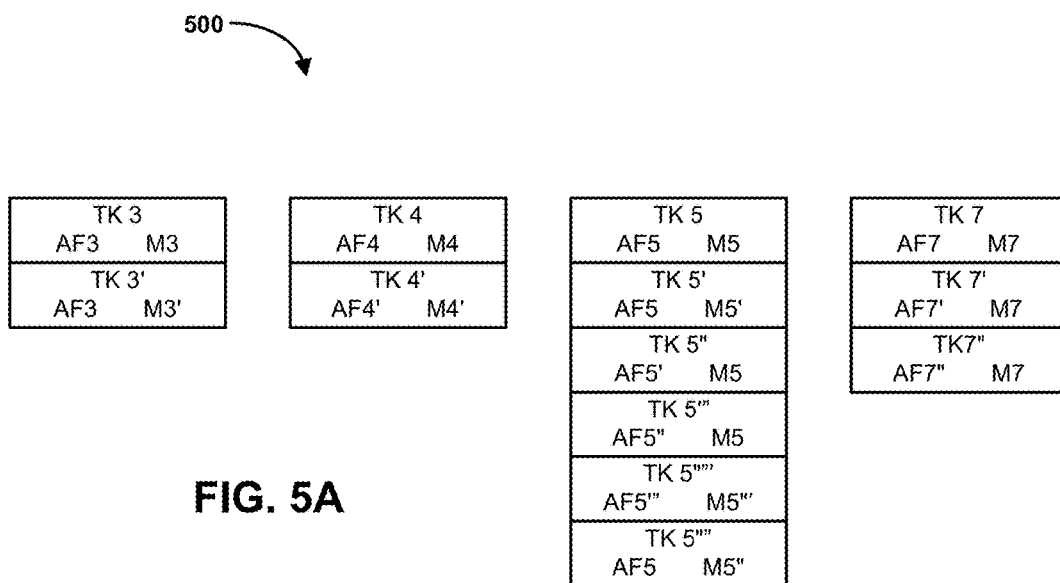 500
TK 3
AF3 M3
TK 3'
AF3 M3'
TK 4
AF4 M4
TK 4'
AF4' M4'
TK 5
AF5 M5
TK 5'
AF5 M5'
TK 5"
AF5' M5
TK 5"'
AF5" M5
TK 5""'
AF5"' M5"'
TK 5""
AF5 M5"
TK 7
AF7 M7
TK 7'
AF7' M7
TK7"
AF7" M7
FIG. 5A